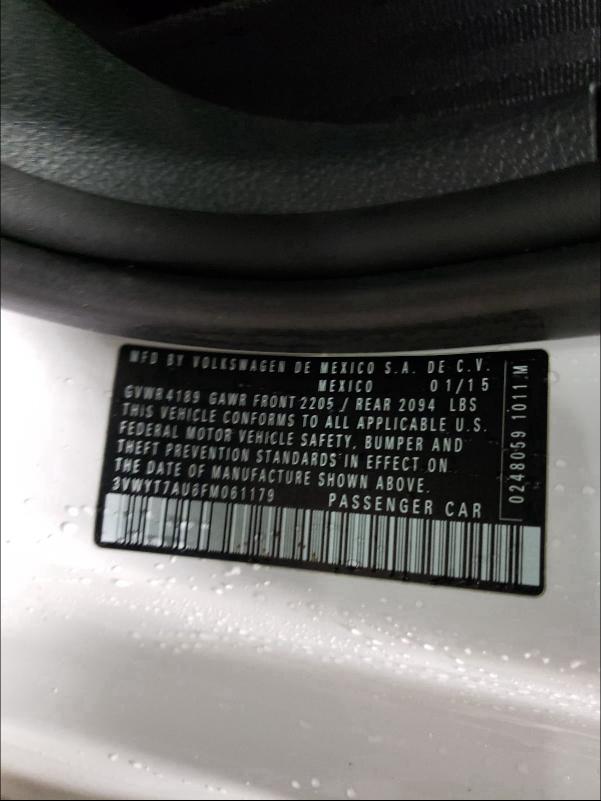 MFD BY VOLKSWAGEN DE MEXICO S.A. DE C.V.
MEXICO 01/15
GVWR 4189 GAWR FRONT 2205 / REAR 2094 LBS
THIS VEHICLE CONFORMS TO ALL APPLICABLE U.S.
FEDERAL MOTOR VEHICLE SAFETY, BUMPER AND
THEFT PREVENTION STANDARDS IN EFFECT ON
THE DATE OF MANUFACTURE SHOWN ABOVE.
3VWYT7AU6FM061179 PASSENGER CAR
0248059 1011.M